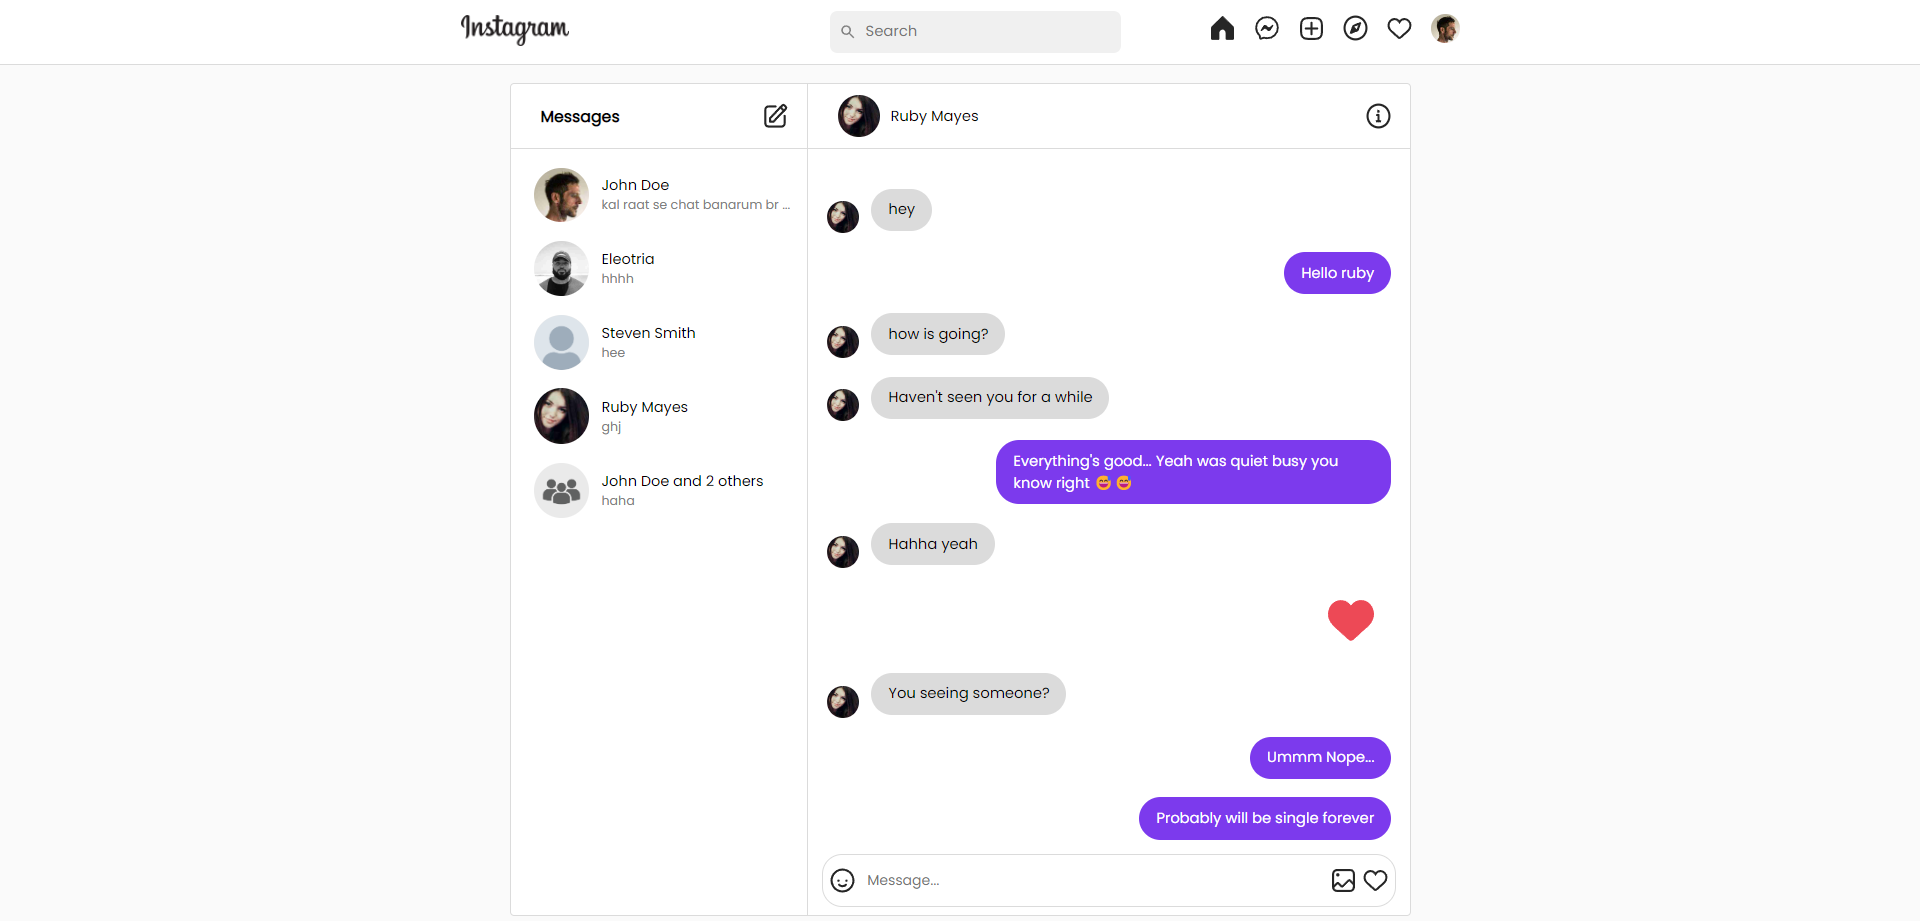 Instagram
Search
Messages
Ruby Mayes
John Doe
kal raat se chat banarum br ...
Eleotria
hhhh
Steven Smith
hee
Ruby Mayes
ghj
John Doe and 2 others
haha
hey
Hello ruby
how is going?
Haven't seen you for a while
Everything's good... Yeah was quiet busy you
know right 😅 😅
Hahha yeah
You seeing someone?
Ummm Nope...
Probably will be single forever
Message...